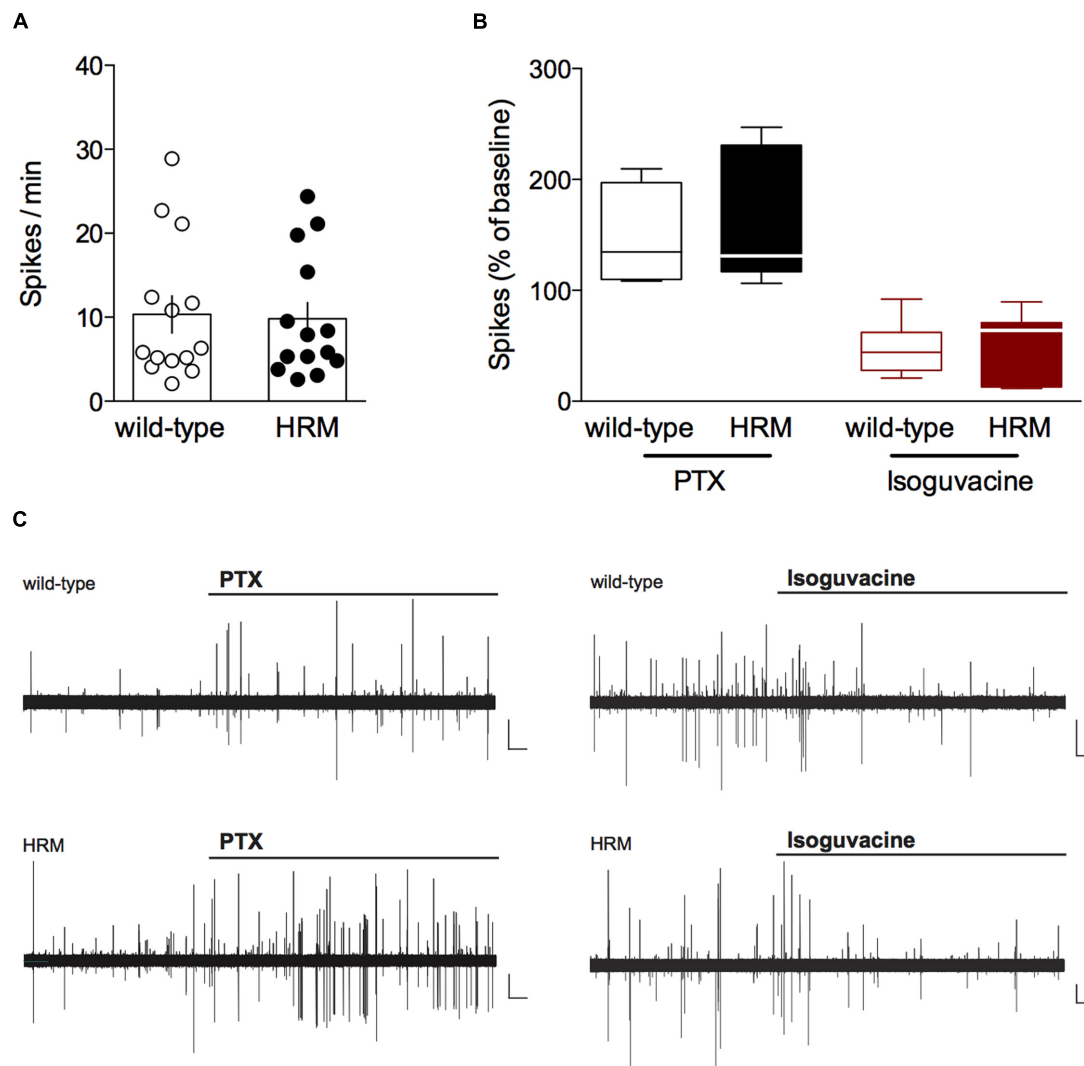 A
B
40
30
20
10
0
Spikes / min
wild-type HRM
300
200
100
0
Spikes (% of baseline)
wild-type HRM wild-type HRM
PTX Isoguvacine
C
wild-type PTX
wild-type Isoguvacine
HRM PTX
HRM Isoguvacine